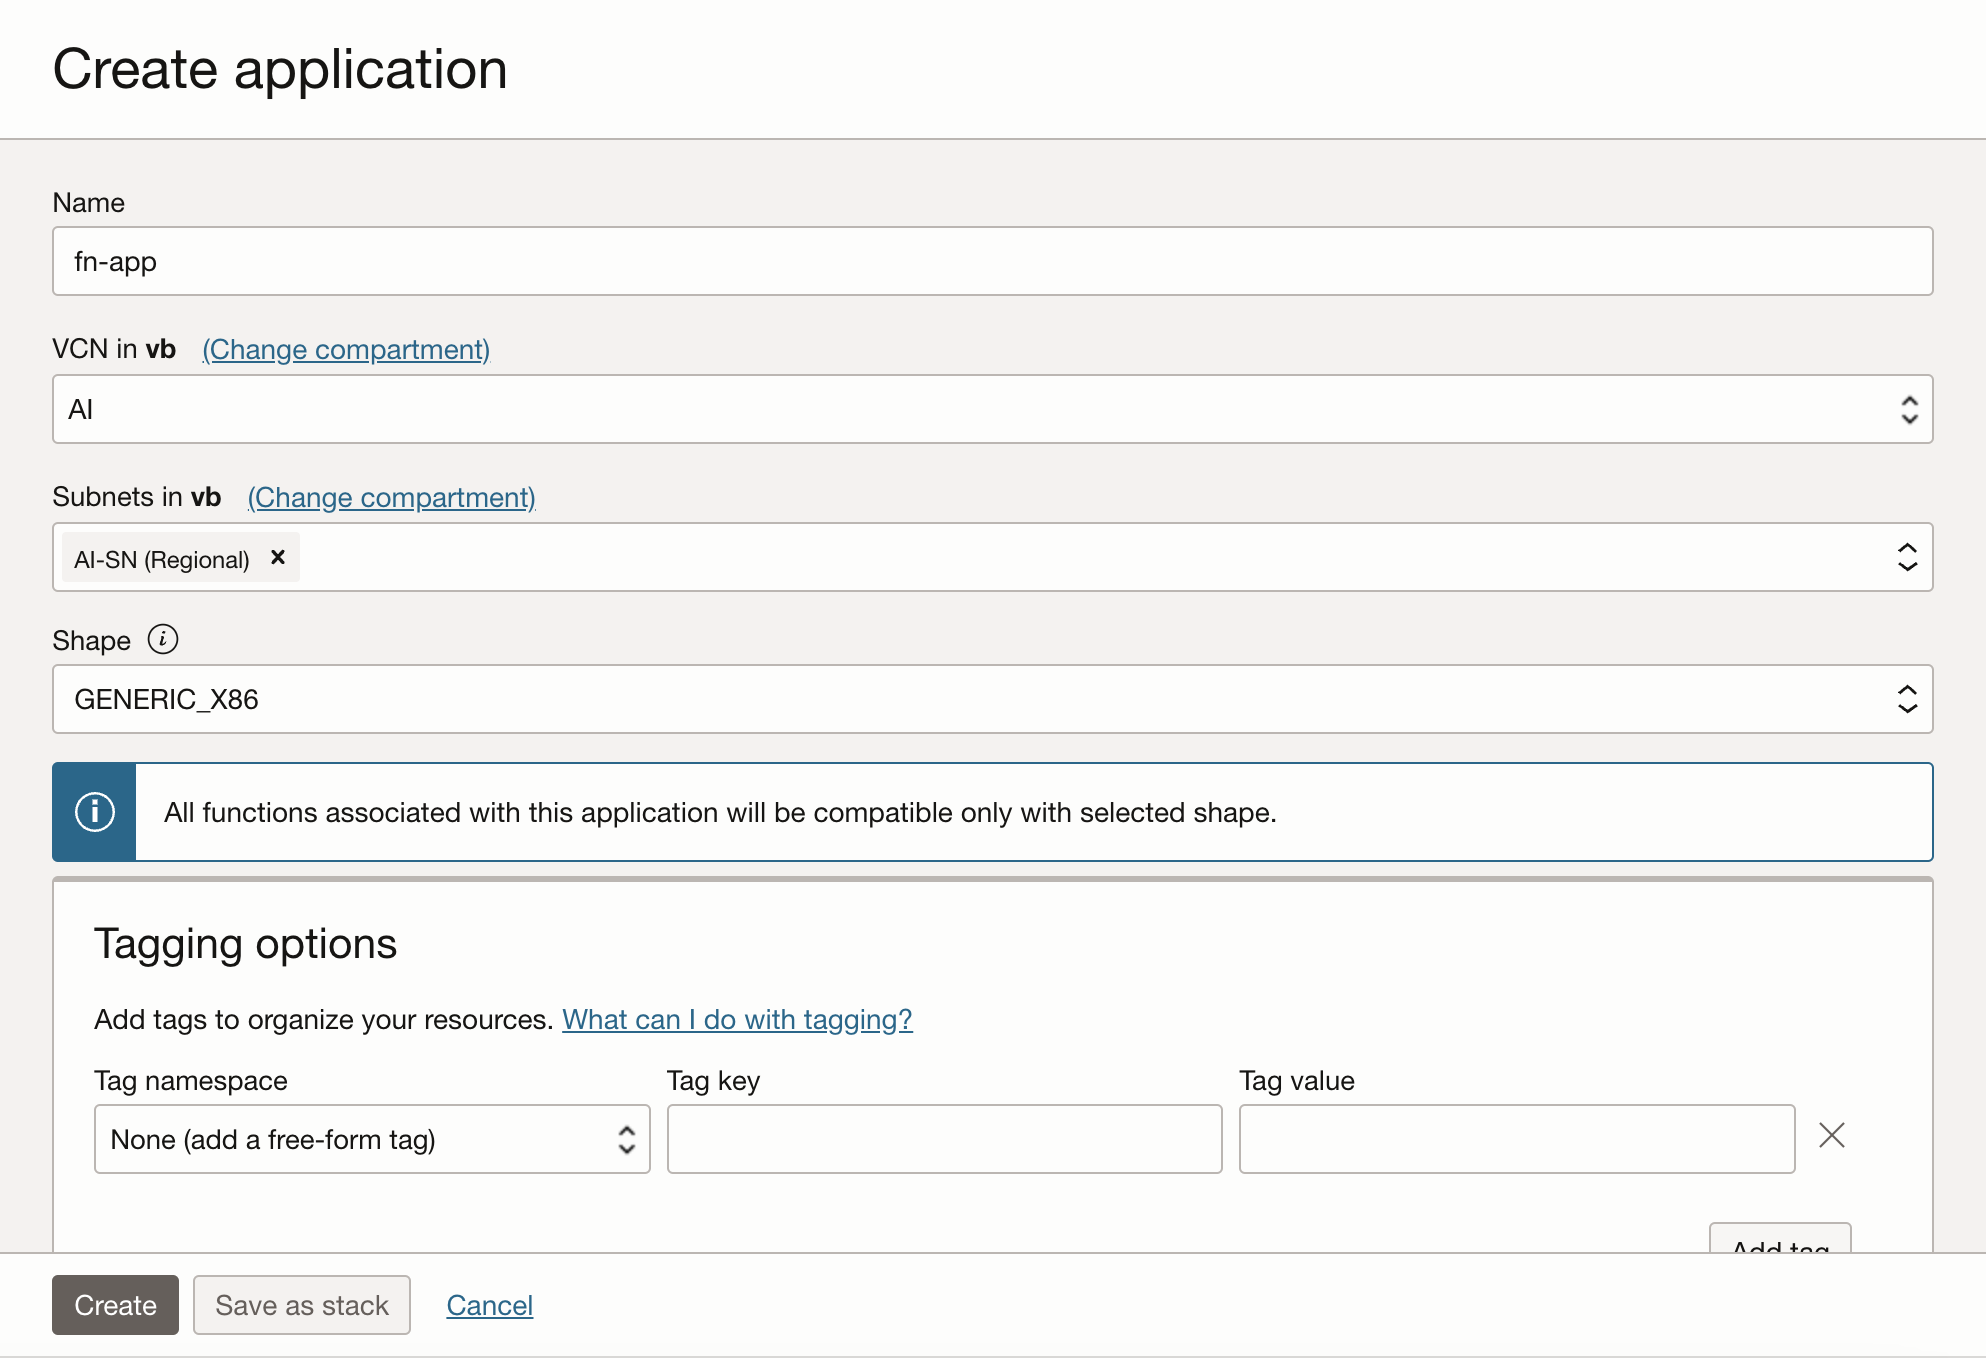 Create application
Name
fn-app
VCN in vb (Change compartment)
AI
Subnets in vb (Change compartment)
AI-SN (Regional) ×
Shape i
GENERIC_X86
i All functions associated with this application will be compatible only with selected shape.
Tagging options
Add tags to organize your resources. What can I do with tagging?
Tag namespace Tag key Tag value
None (add a free-form tag)
Add tag
Create Save as stack Cancel